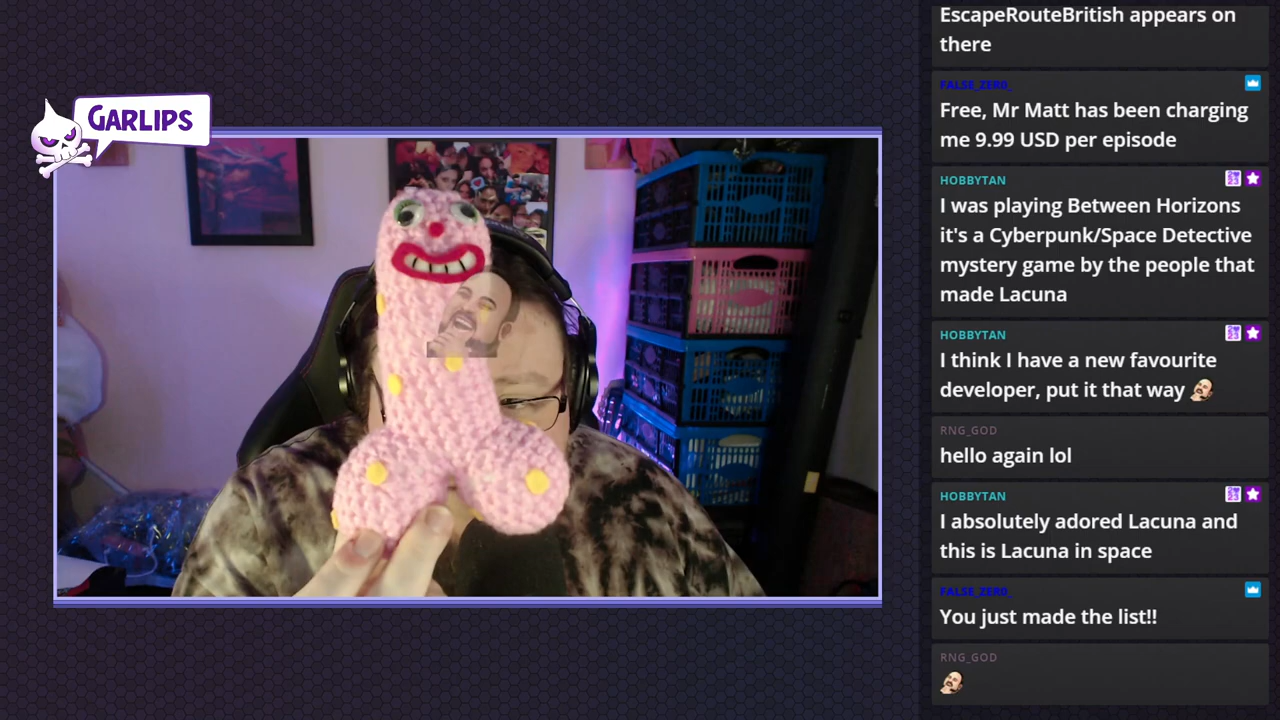 GARLIPS
EscapeRouteBritish appears on
there
FALSE_ZERO_
Free, Mr Matt has been charging
me 9.99 USD per episode
HOBBYTAN
I was playing Between Horizons
it's a Cyberpunk/Space Detective
mystery game by the people that
made Lacuna
HOBBYTAN
I think I have a new favourite
developer, put it that way
RNG_GOD
hello again lol
HOBBYTAN
I absolutely adored Lacuna and
this is Lacuna in space
FALSE_ZERO_
You just made the list!!
RNG_GOD